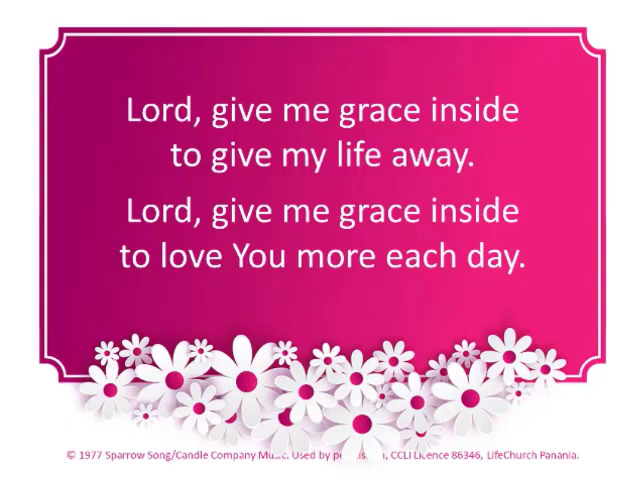 Lord, give me grace inside
to give my life away.
Lord, give me grace inside
to love You more each day.
© 1977 Sparrow Song/Candle Company Music. Used by CCLI Licence 86346, LifeChurch Panania.